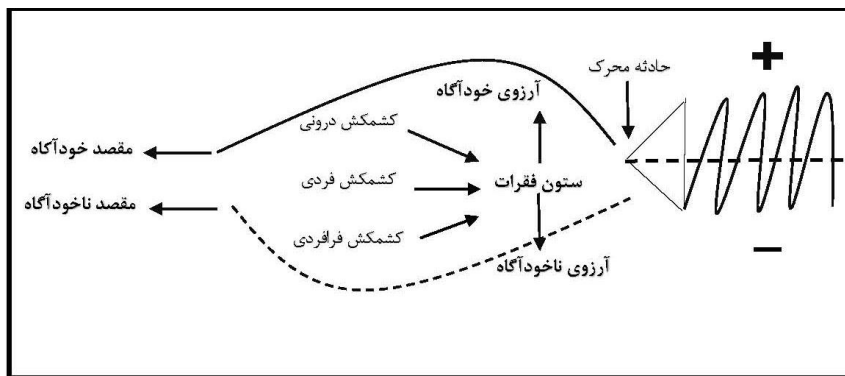 +
حادثه محرک
آرزوی خودآگاه
کشمکش درونی
مقصد خودآگاه
ستون فقرات
کشمکش فردی
مقصد ناخودآگاه
کشمکش فرافردی
آرزوی ناخودآگاه
−